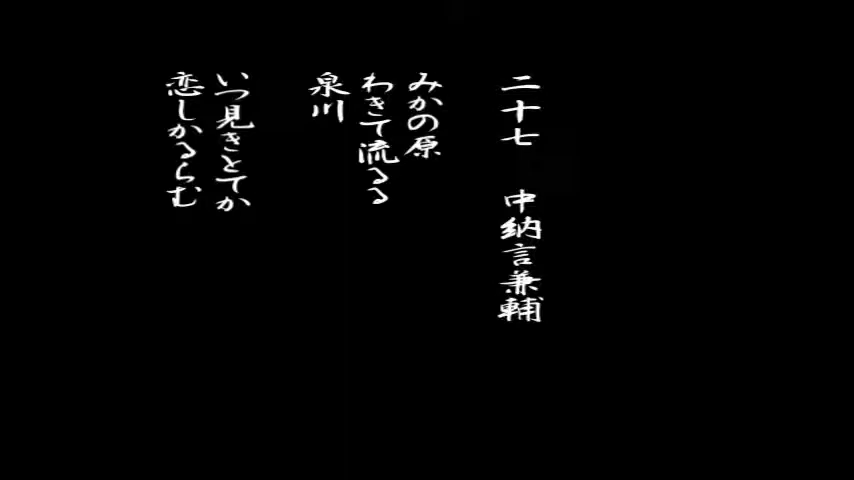 二十七　中納言兼輔
みかの原
わきて流るる
泉川
いつ見きとてか
恋しかるらむ